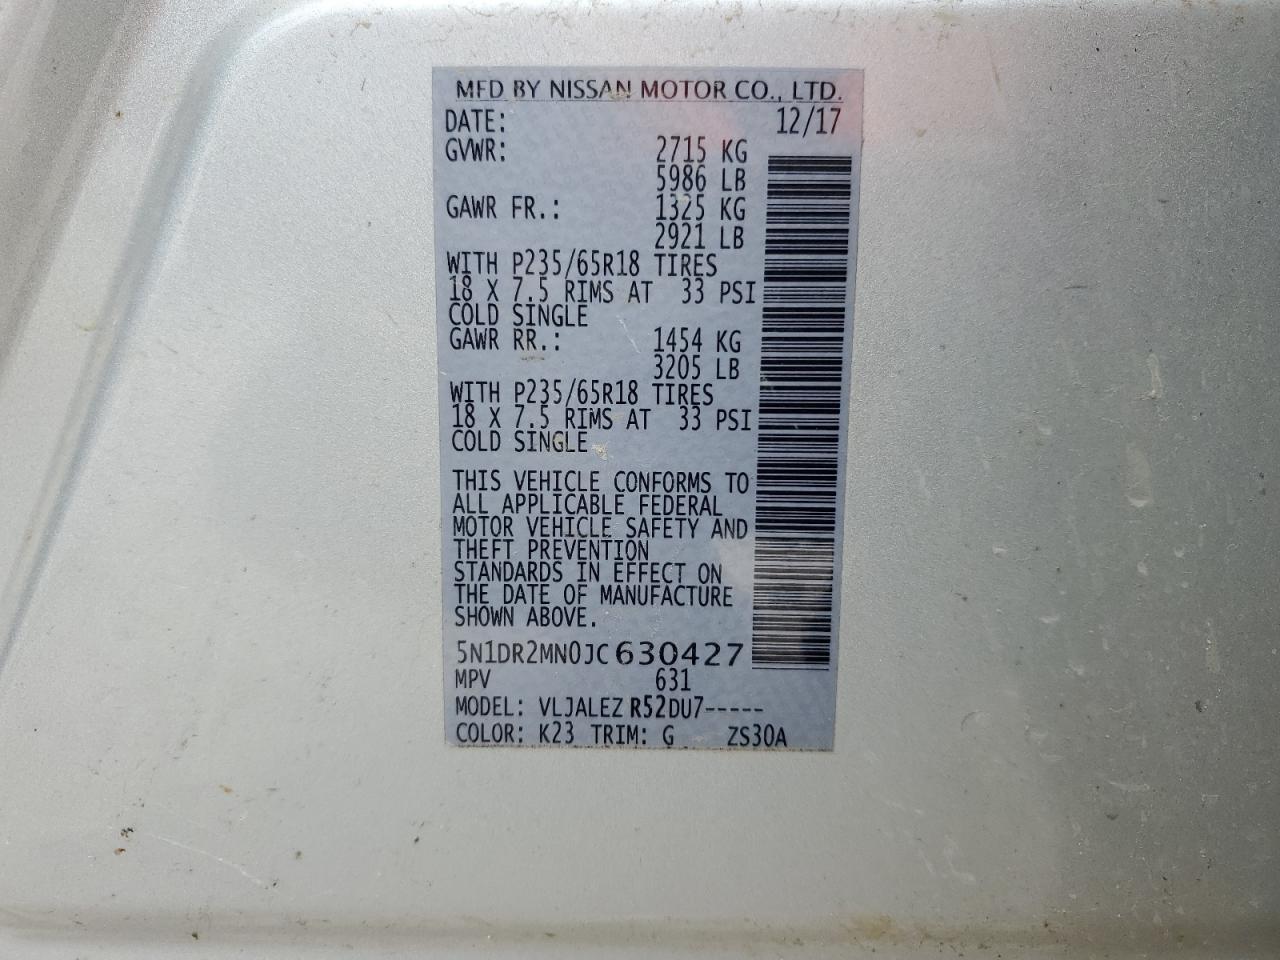 MFD BY NISSAN MOTOR CO., LTD.
DATE: 12/17
GVWR: 2715 KG
5986 LB
GAWR FR.: 1325 KG
2921 LB
WITH P235/65R18 TIRES
18 X 7.5 RIMS AT 33 PSI
COLD SINGLE
GAWR RR.: 1454 KG
3205 LB
WITH P235/65R18 TIRES
18 X 7.5 RIMS AT 33 PSI
COLD SINGLE
THIS VEHICLE CONFORMS TO
ALL APPLICABLE FEDERAL
MOTOR VEHICLE SAFETY AND
THEFT PREVENTION
STANDARDS IN EFFECT ON
THE DATE OF MANUFACTURE
SHOWN ABOVE.
5N1DR2MN0JC630427
MPV 631
MODEL: VLJALEZ R52DU7-----
COLOR: K23 TRIM: G ZS30A